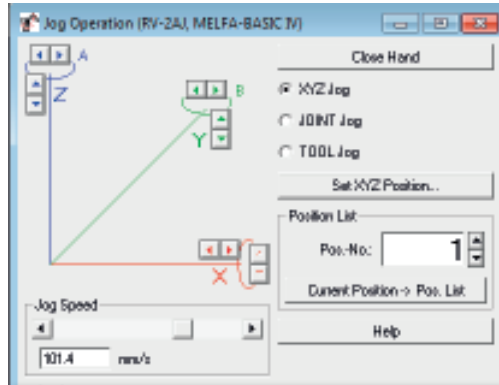 Jog Operation (RV-2AJ, MELFA-BASIC IV)
A
Z
B
Y
X
Close Hand
XYZ Jog
JOINT Jog
TOOL Jog
Set XYZ Position...
Position List
Pos.-No.:
1
Current Position -> Pos. List
Jog Speed
101.4
mm/s
Help